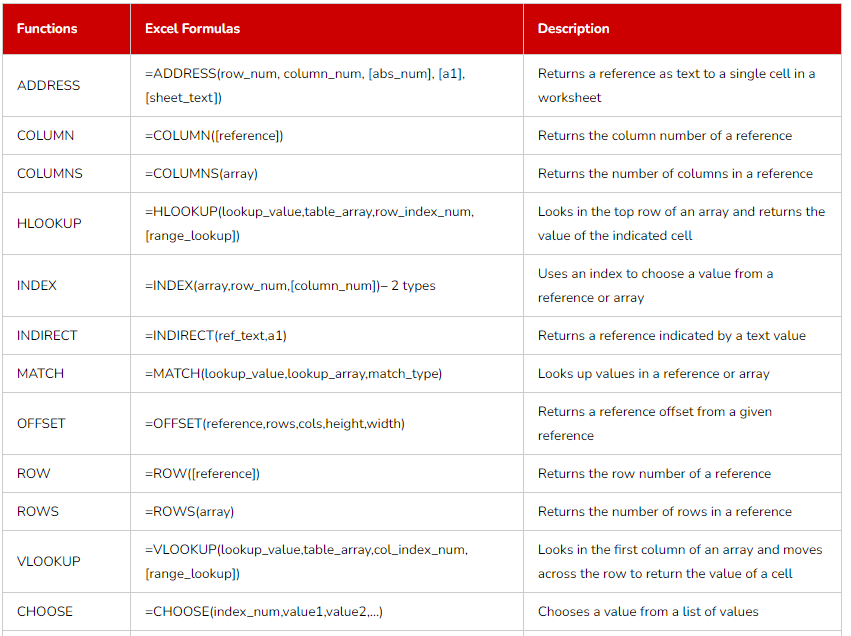 Functions
Excel Formulas
Description
ADDRESS
=ADDRESS(row_num, column_num, [abs_num], [a1],
[sheet_text])
Returns a reference as text to a single cell in a
worksheet
COLUMN
=COLUMN([reference])
Returns the column number of a reference
COLUMNS
=COLUMNS(array)
Returns the number of columns in a reference
HLOOKUP
=HLOOKUP(lookup_value,table_array,row_index_num,
[range_lookup])
Looks in the top row of an array and returns the
value of the indicated cell
INDEX
=INDEX(array,row_num,[column_num])– 2 types
Uses an index to choose a value from a
reference or array
INDIRECT
=INDIRECT(ref_text,a1)
Returns a reference indicated by a text value
MATCH
=MATCH(lookup_value,lookup_array,match_type)
Looks up values in a reference or array
OFFSET
=OFFSET(reference,rows,cols,height,width)
Returns a reference offset from a given
reference
ROW
=ROW([reference])
Returns the row number of a reference
ROWS
=ROWS(array)
Returns the number of rows in a reference
VLOOKUP
=VLOOKUP(lookup_value,table_array,col_index_num,
[range_lookup])
Looks in the first column of an array and moves
across the row to return the value of a cell
CHOOSE
=CHOOSE(index_num,value1,value2,...)
Chooses a value from a list of values